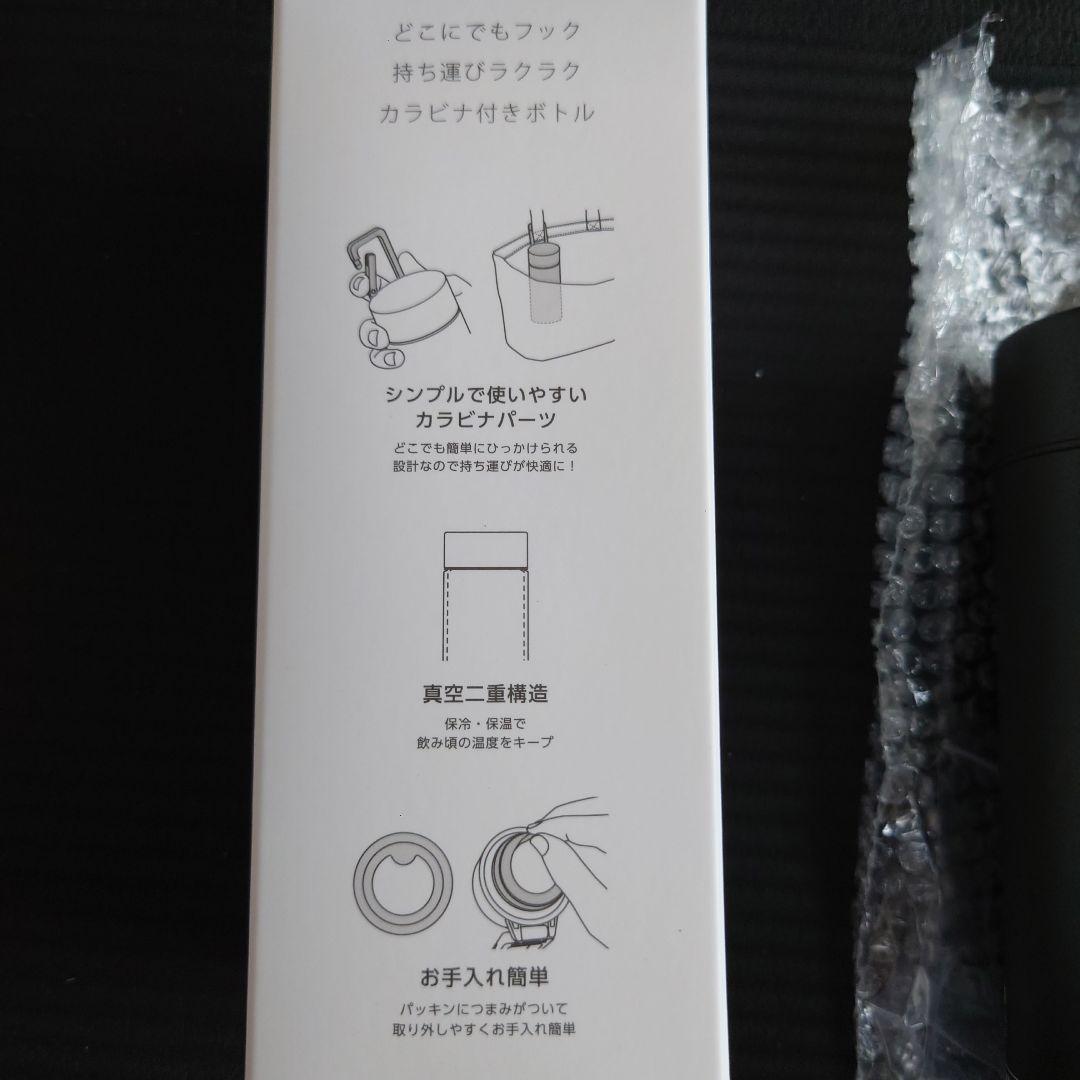 どこにでもフック
持ち運びラクラク
カラビナ付きボトル
シンプルで使いやすい
カラビナパーツ
どこでも簡単にひっかけられる
設計なので持ち運びが快適に！
真空二重構造
保冷・保温で
飲み頃の温度をキープ
お手入れ簡単
パッキンにつまみがついて
取り外しやすくお手入れ簡単